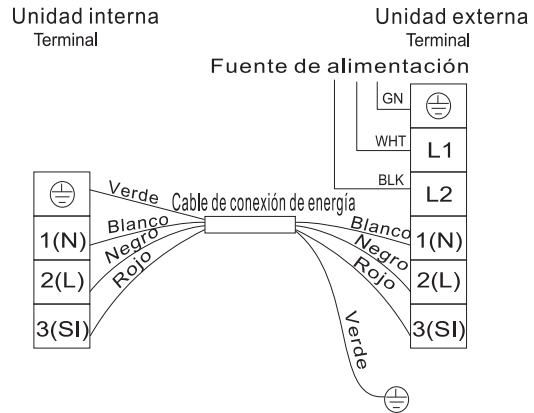 Unidad interna
Terminal
Unidad externa
Terminal
Fuente de alimentación
GN
WHT
L1
BLK
L2
Verde
Cable de conexión de energía
Blanco
1(N)
Negro
2(L)
Rojo
3(SI)
Blanco
1(N)
Negro
2(L)
Rojo
3(SI)
Verde